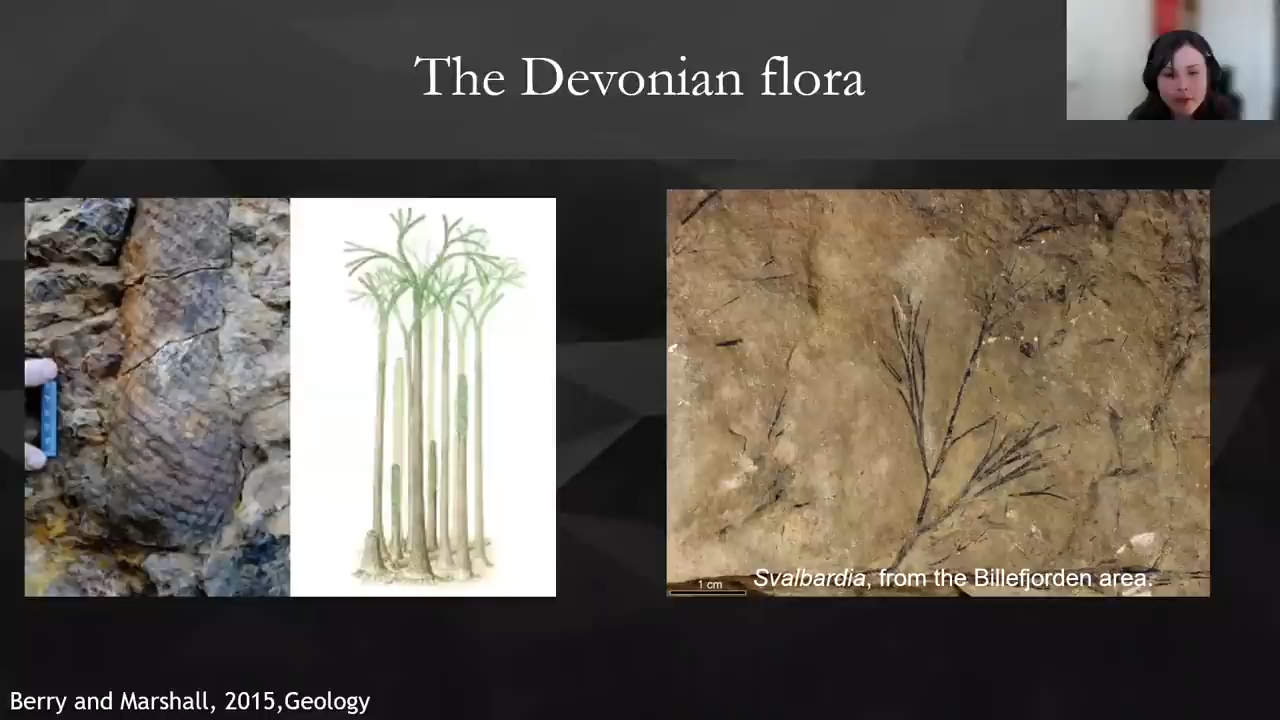 The Devonian flora
1 cm
Svalbardia, from the Billefjorden area.
Berry and Marshall, 2015,Geology